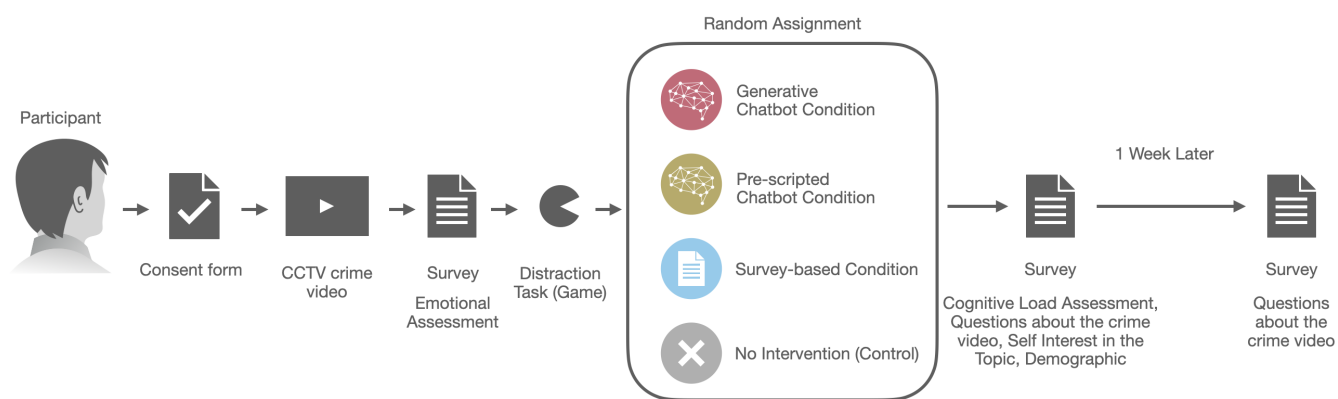 Random Assignment
Participant
Consent form
CCTV crime
video
Survey
Emotional
Assessment
Distraction
Task (Game)
Generative
Chatbot Condition
Pre-scripted
Chatbot Condition
Survey-based Condition
No Intervention (Control)
Survey
Cognitive Load Assessment,
Questions about the crime
video, Self Interest in the
Topic, Demographic
1 Week Later
Survey
Questions
about the
crime video